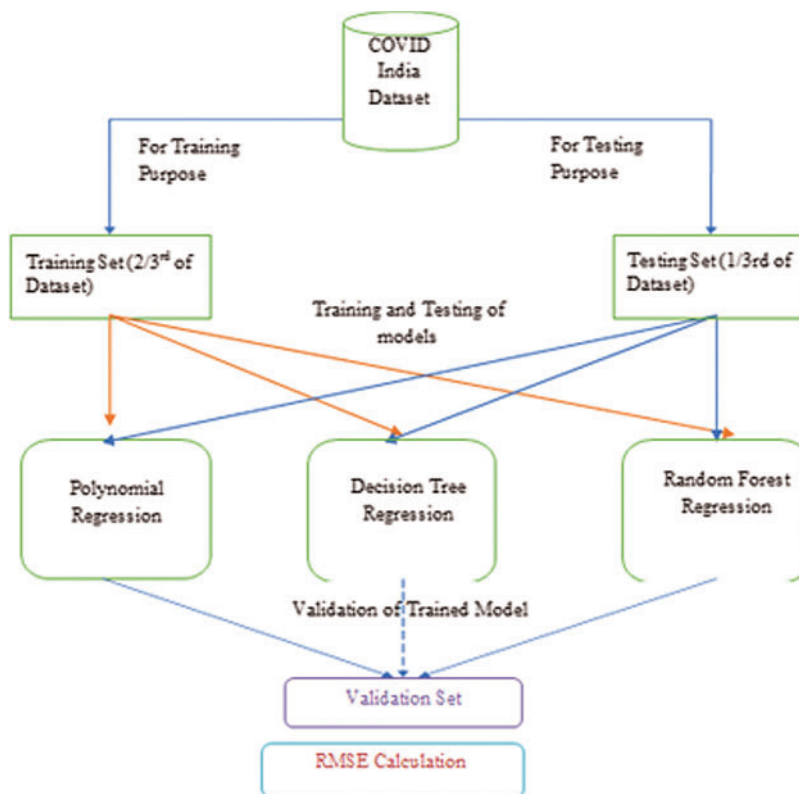 COVID
India
Dataset
For Training
Purpose
For Testing
Purpose
Training Set (2/3rd of
Dataset)
Testing Set (1/3rd of
Dataset)
Training and Testing of
models
Polynomial
Regression
Decision Tree
Regression
Random Forest
Regression
Validation of Trained Model
Validation Set
RMSE Calculation